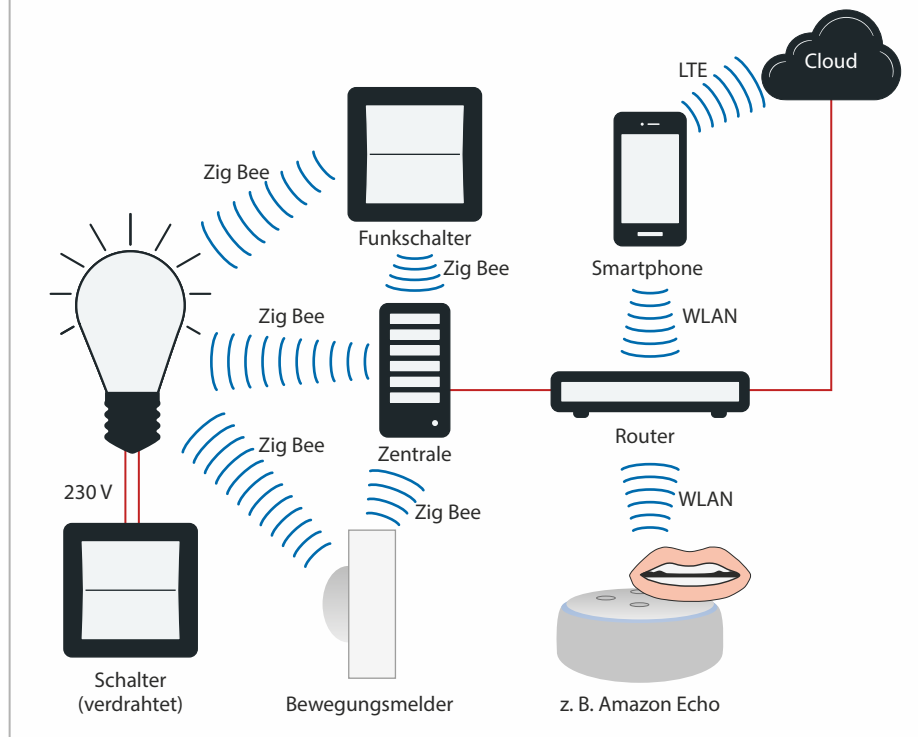 Cloud
LTE
Zig Bee
Funkschalter
Zig Bee
Smartphone
Zig Bee
WLAN
Router
Zig Bee
Zentrale
230 V
WLAN
Zig Bee
Schalter
(verdrahtet)
Bewegungsmelder
z. B. Amazon Echo